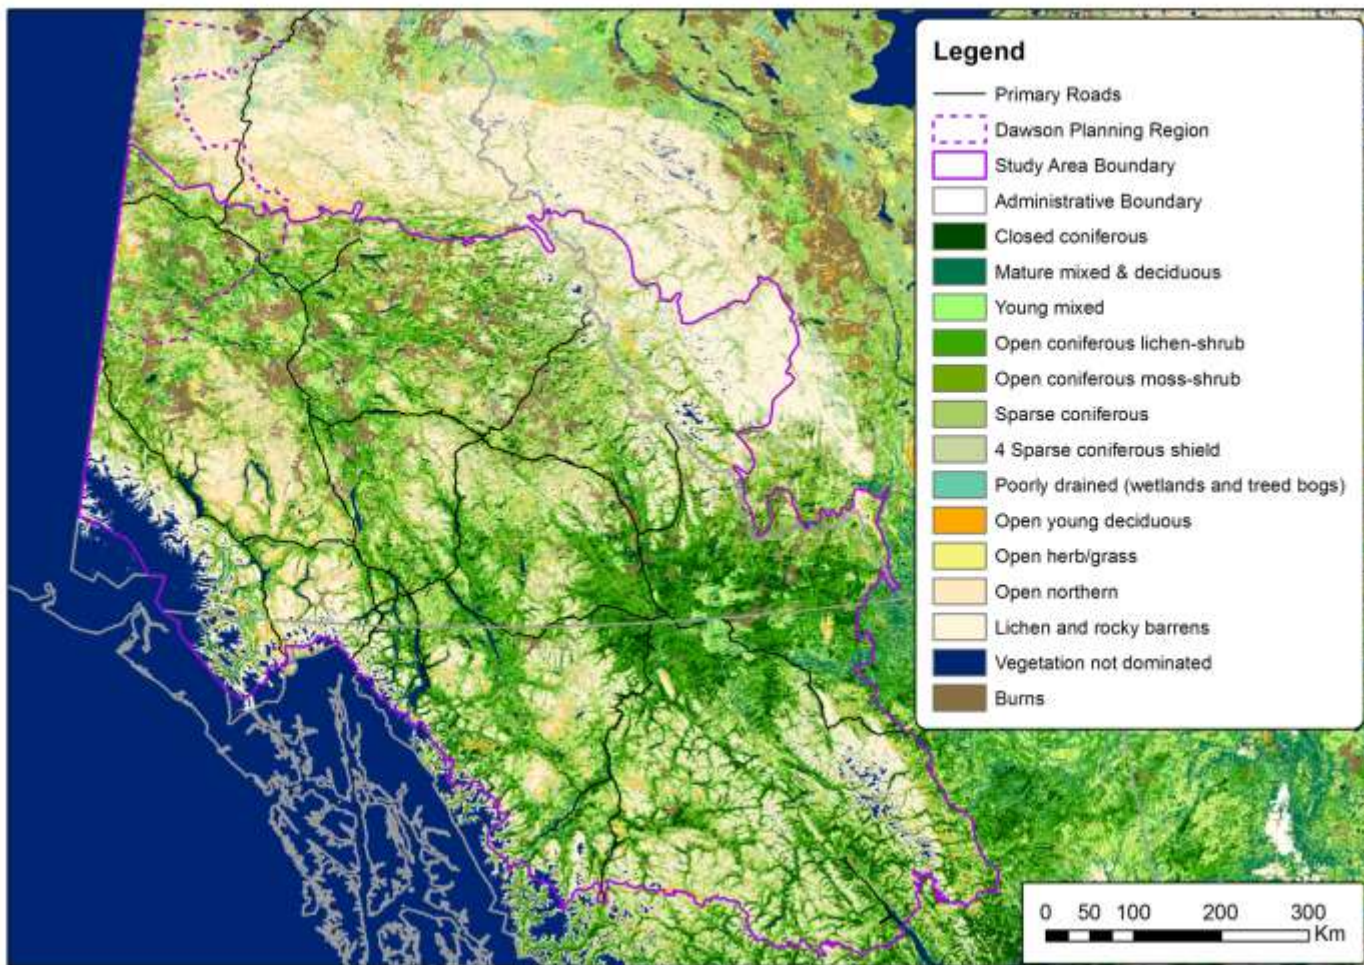 Legend
Primary Roads
Dawson Planning Region
Study Area Boundary
Administrative Boundary
Closed coniferous
Mature mixed & deciduous
Young mixed
Open coniferous lichen-shrub
Open coniferous moss-shrub
Sparse coniferous
4 Sparse coniferous shield
Poorly drained (wetlands and treed bogs)
Open young deciduous
Open herb/grass
Open northern
Lichen and rocky barrens
Vegetation not dominated
Burns
0 50 100 200 300
Km